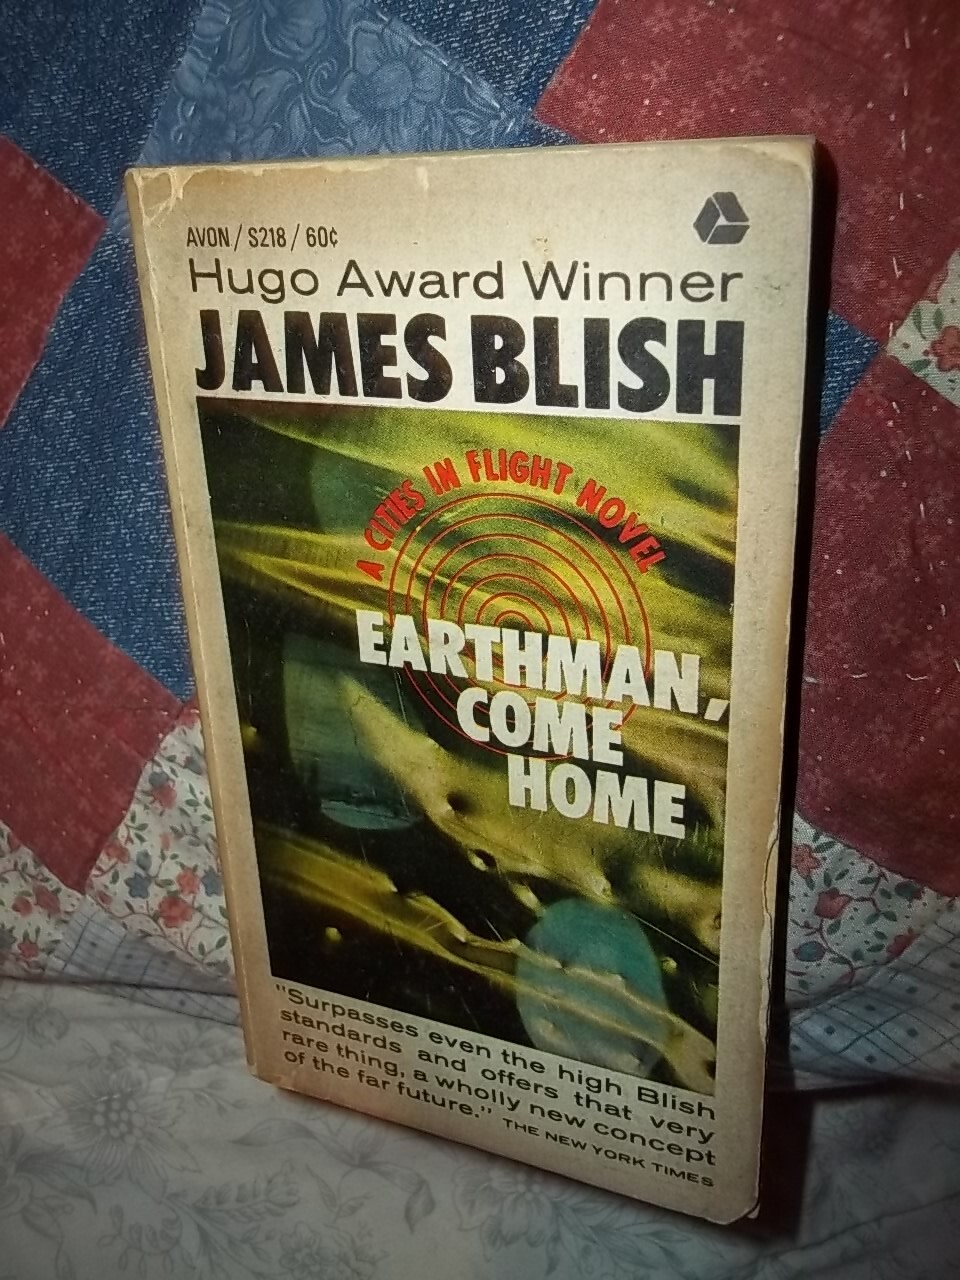 AVON / S218 / 60¢
Hugo Award Winner
JAMES BLISH
A CITIES IN FLIGHT NOVEL
EARTHMAN,
COME
HOME
"Surpasses even the high Blish
standards and offers that very
rare thing, a wholly new concept
of the far future."
THE NEW YORK TIMES